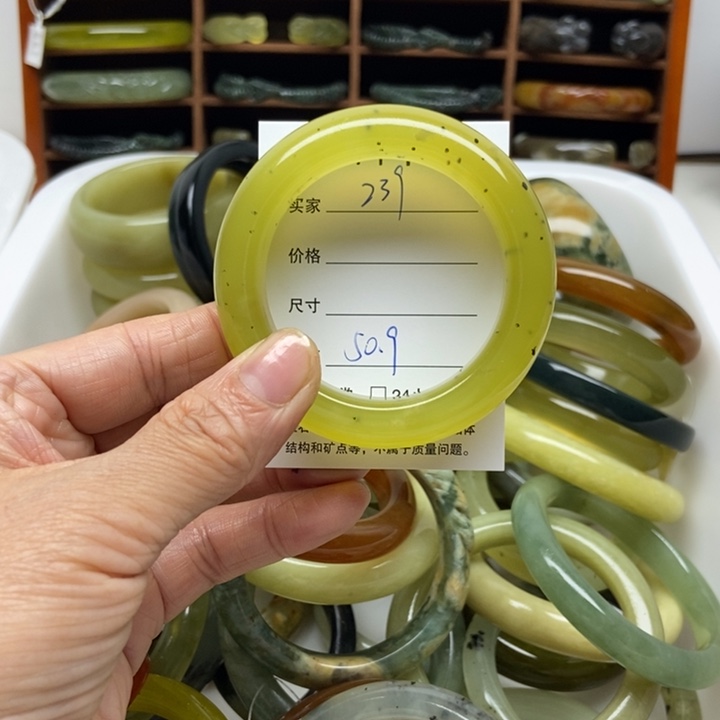 买家 239
价格
尺寸
50.9
结构和矿点等，不属于质量问题。